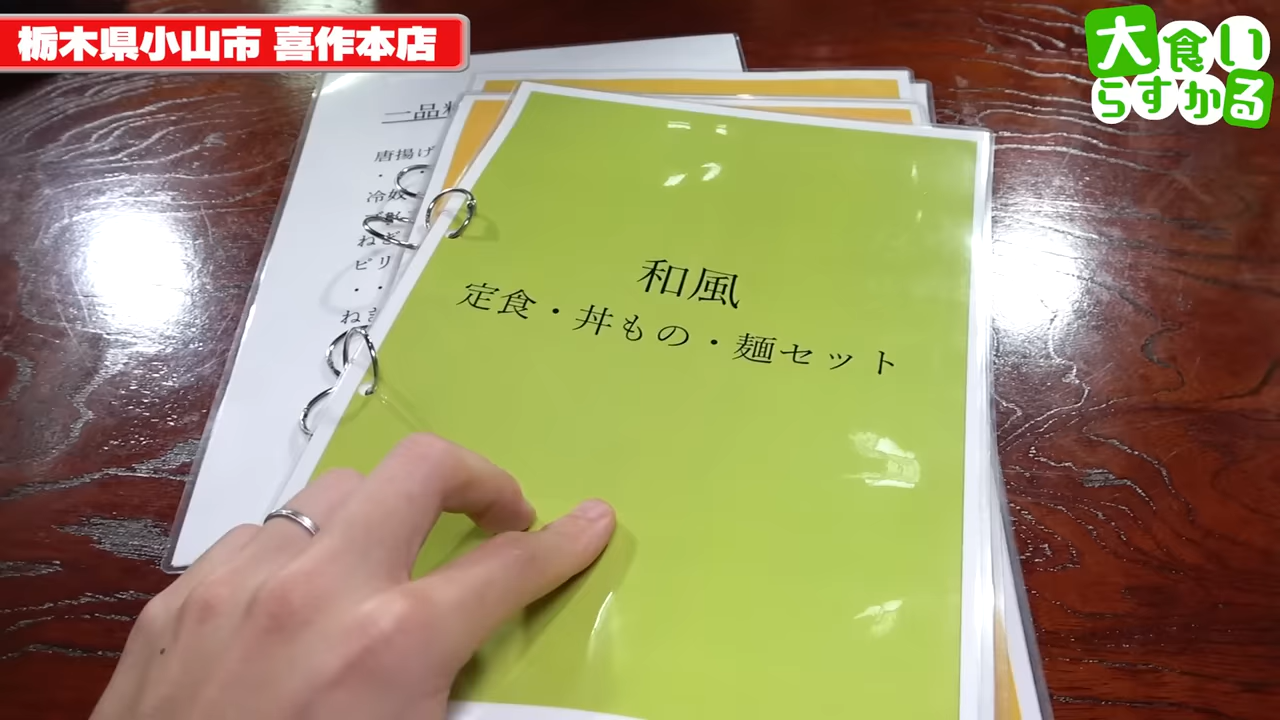 栃木県小山市 喜作本店
大食い
らすかる
一品料
唐揚げ
冷奴
ねぎ
ピリ
和風
定食・丼もの・麺セット